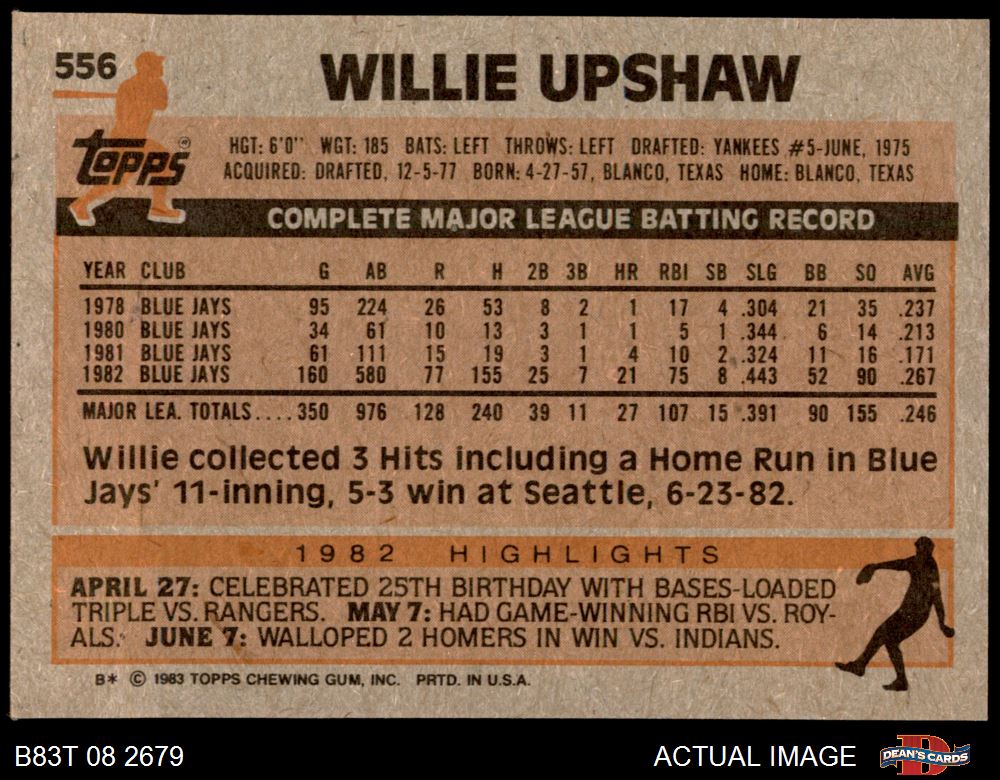 556
WILLIE UPSHAW
Topps®
HGT: 6'0" WGT: 185 BATS: LEFT THROWS: LEFT DRAFTED: YANKEES #5-JUNE, 1975
ACQUIRED: DRAFTED, 12-5-77 BORN: 4-27-57, BLANCO, TEXAS HOME: BLANCO, TEXAS
COMPLETE MAJOR LEAGUE BATTING RECORD
YEAR CLUB G AB R H 2B 3B HR RBI SB SLG BB SO AVG
1978 BLUE JAYS 95 224 26 53 8 2 1 17 4 .304 21 35 .237
1980 BLUE JAYS 34 61 10 13 3 1 1 5 1 .344 6 14 .213
1981 BLUE JAYS 61 111 15 19 3 1 4 10 2 .324 11 16 .171
1982 BLUE JAYS 160 580 77 155 25 7 21 75 8 .443 52 90 .267
MAJOR LEA. TOTALS.... 350 976 128 240 39 11 27 107 15 .391 90 155 .246
Willie collected 3 Hits including a Home Run in Blue
Jays' 11-inning, 5-3 win at Seattle, 6-23-82.
1982 HIGHLIGHTS
APRIL 27: CELEBRATED 25TH BIRTHDAY WITH BASES-LOADED
TRIPLE VS. RANGERS. MAY 7: HAD GAME-WINNING RBI VS. ROY-
ALS. JUNE 7: WALLOPED 2 HOMERS IN WIN VS. INDIANS.
B* © 1983 TOPPS CHEWING GUM, INC. PRTD. IN U.S.A.
B83T 08 2679
ACTUAL IMAGE
DEAN'S CARDS